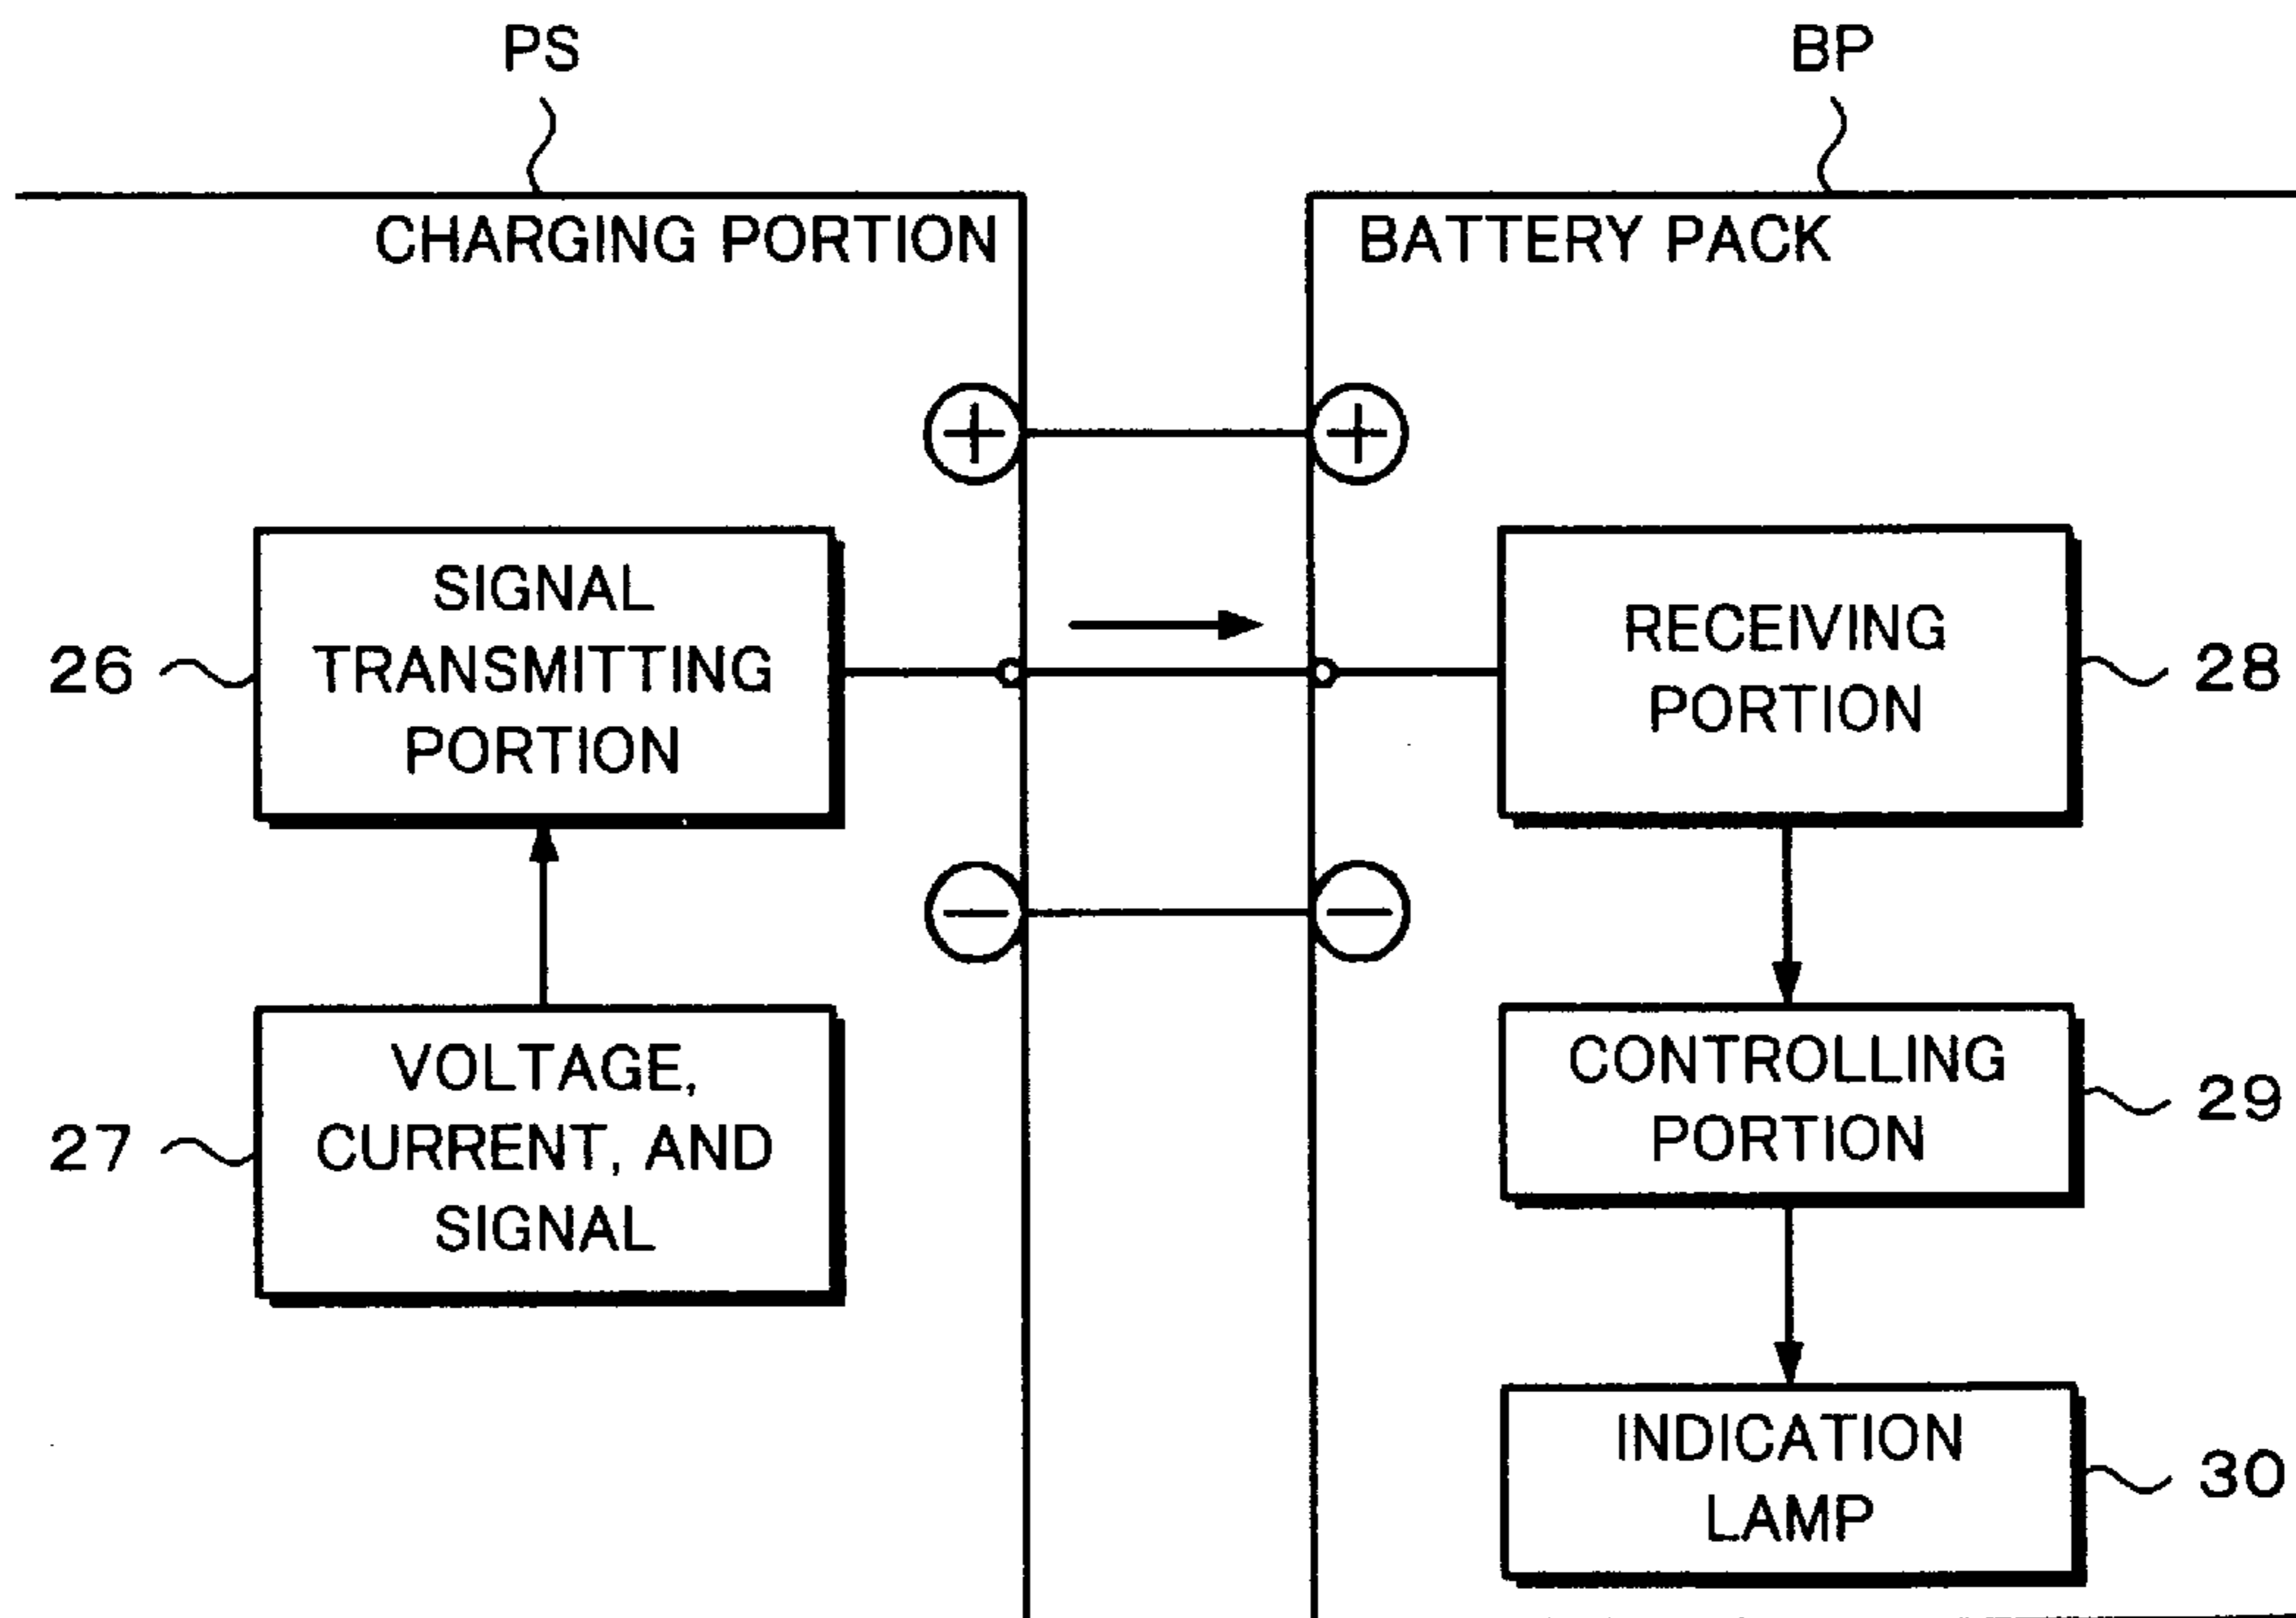 PS
BP
CHARGING PORTION
BATTERY PACK
+
+
26
SIGNAL
TRANSMITTING
PORTION
RECEIVING
PORTION
28
−
−
27
VOLTAGE,
CURRENT, AND
SIGNAL
CONTROLLING
PORTION
29
INDICATION
LAMP
30